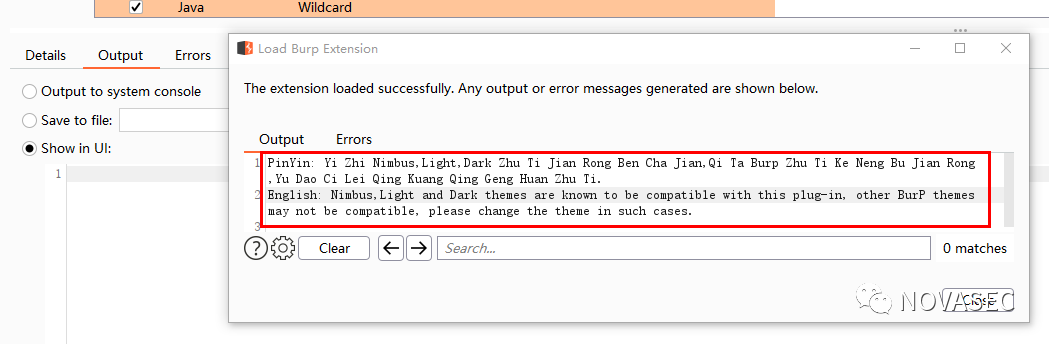 Java Wildcard
Details Output Errors
Output to system console
Save to file:
Show in UI:
1
Load Burp Extension
The extension loaded successfully. Any output or error messages generated are shown below.
Output Errors
1 PinYin: Yi Zhi Nimbus,Light,Dark Zhu Ti Jian Rong Ben Cha Jian,Qi Ta Burp Zhu Ti Ke Neng Bu Jian Rong
,Yu Dao Ci Lei Qing Kuang Qing Geng Huan Zhu Ti.
2 English: Nimbus,Light and Dark themes are known to be compatible with this plug-in, other BurP themes
may not be compatible, please change the theme in such cases.
3
? Clear Search... 0 matches
Close
NOVASEC